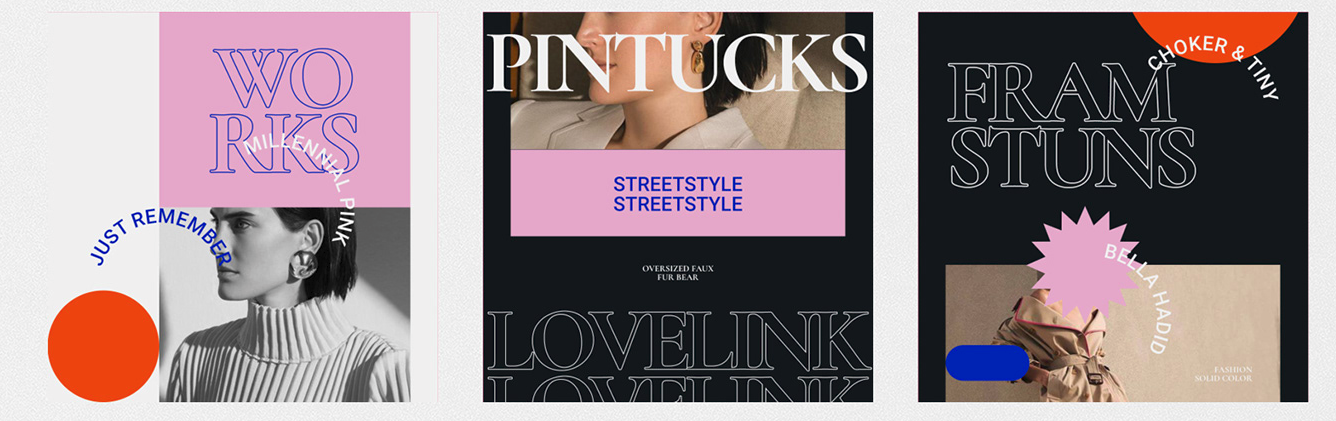 WO
RKS
MILLENNIAL PINK
JUST REMEMBER
PINTUCKS
STREETSTYLE
STREETSTYLE
OVERSIZED FAUX
FUR BEAR
LOVELINK
LOVELINK
CHOKER & TINY
FRAM
STUNS
BELLA HADID
FASHION
SOLID COLOR